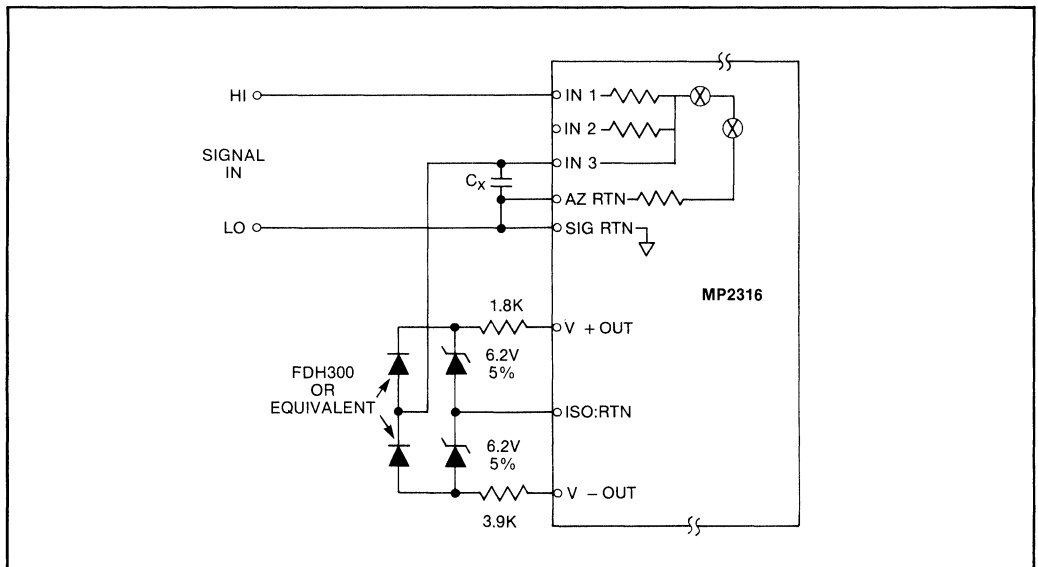 HI
IN 1
IN 2
SIGNAL
IN
IN 3
CX
AZ RTN
LO
SIG RTN
MP2316
1.8K
V + OUT
6.2V
5%
FDH300
OR
EQUIVALENT
ISO:RTN
6.2V
5%
V – OUT
3.9K